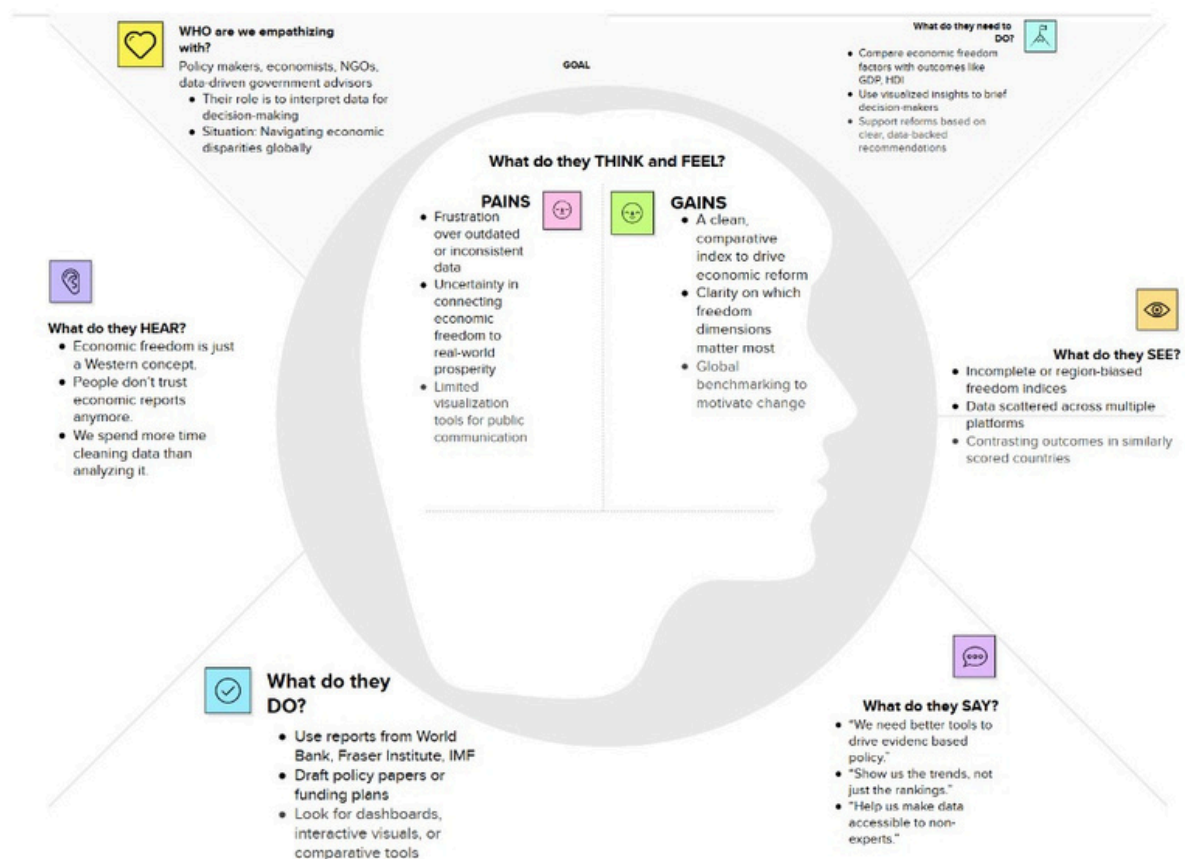 WHO are we empathizing
with?
Policy makers, economists, NGOs,
data-driven government advisors
• Their role is to interpret data for
decision-making
• Situation: Navigating economic
disparities globally
GOAL
What do they need to
DO?
• Compare economic freedom
factors with outcomes like
GDP, HDI
• Use visualized insights to brief
decision-makers
• Support reforms based on
clear, data-backed
recommendations
What do they THINK and FEEL?
PAINS
• Frustration
over outdated
or inconsistent
data
• Uncertainty in
connecting
economic
freedom to
real-world
prosperity
• Limited
visualization
tools for public
communication
GAINS
• A clean,
comparative
index to drive
economic reform
• Clarity on which
freedom
dimensions
matter most
• Global
benchmarking to
motivate change
What do they HEAR?
• Economic freedom is just
a Western concept.
• People don't trust
economic reports
anymore.
• We spend more time
cleaning data than
analyzing it.
What do they SEE?
• Incomplete or region-biased
freedom indices
• Data scattered across multiple
platforms
• Contrasting outcomes in similarly
scored countries
What do they
DO?
• Use reports from World
Bank, Fraser Institute, IMF
• Draft policy papers or
funding plans
• Look for dashboards,
interactive visuals, or
comparative tools
What do they SAY?
• "We need better tools to
drive evidenc based
policy."
• "Show us the trends, not
just the rankings."
• "Help us make data
accessible to non-
experts."